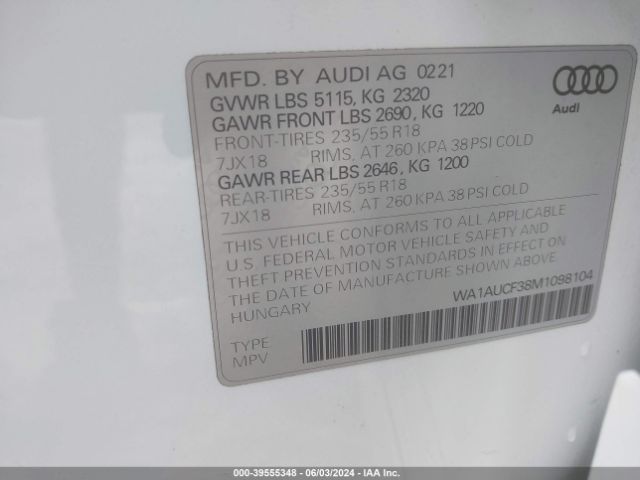 MFD. BY AUDI AG 0221
GVWR LBS 5115, KG 2320
GAWR FRONT LBS 2690, KG 1220
FRONT-TIRES 235/55 R18
7JX18 RIMS, AT 260 KPA 38 PSI COLD
GAWR REAR LBS 2646, KG 1200
REAR-TIRES 235/55 R18
7JX18 RIMS, AT 260 KPA 38 PSI COLD
THIS VEHICLE CONFORMS TO ALL APPLICABLE
U.S. FEDERAL MOTOR VEHICLE SAFETY AND
THEFT PREVENTION STANDARDS IN EFFECT ON
THE DATE OF MANUFACTURE SHOWN ABOVE.
HUNGARY
WA1AUCF38M1098104
TYPE
MPV
Audi
000-39555348 - 06/03/2024 - IAA Inc.